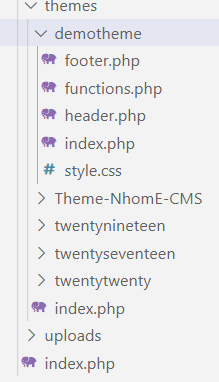 themes
demotheme
footer.php
functions.php
header.php
index.php
# style.css
Theme-NhomE-CMS
twentynineteen
twentyseventeen
twentytwenty
index.php
uploads
index.php